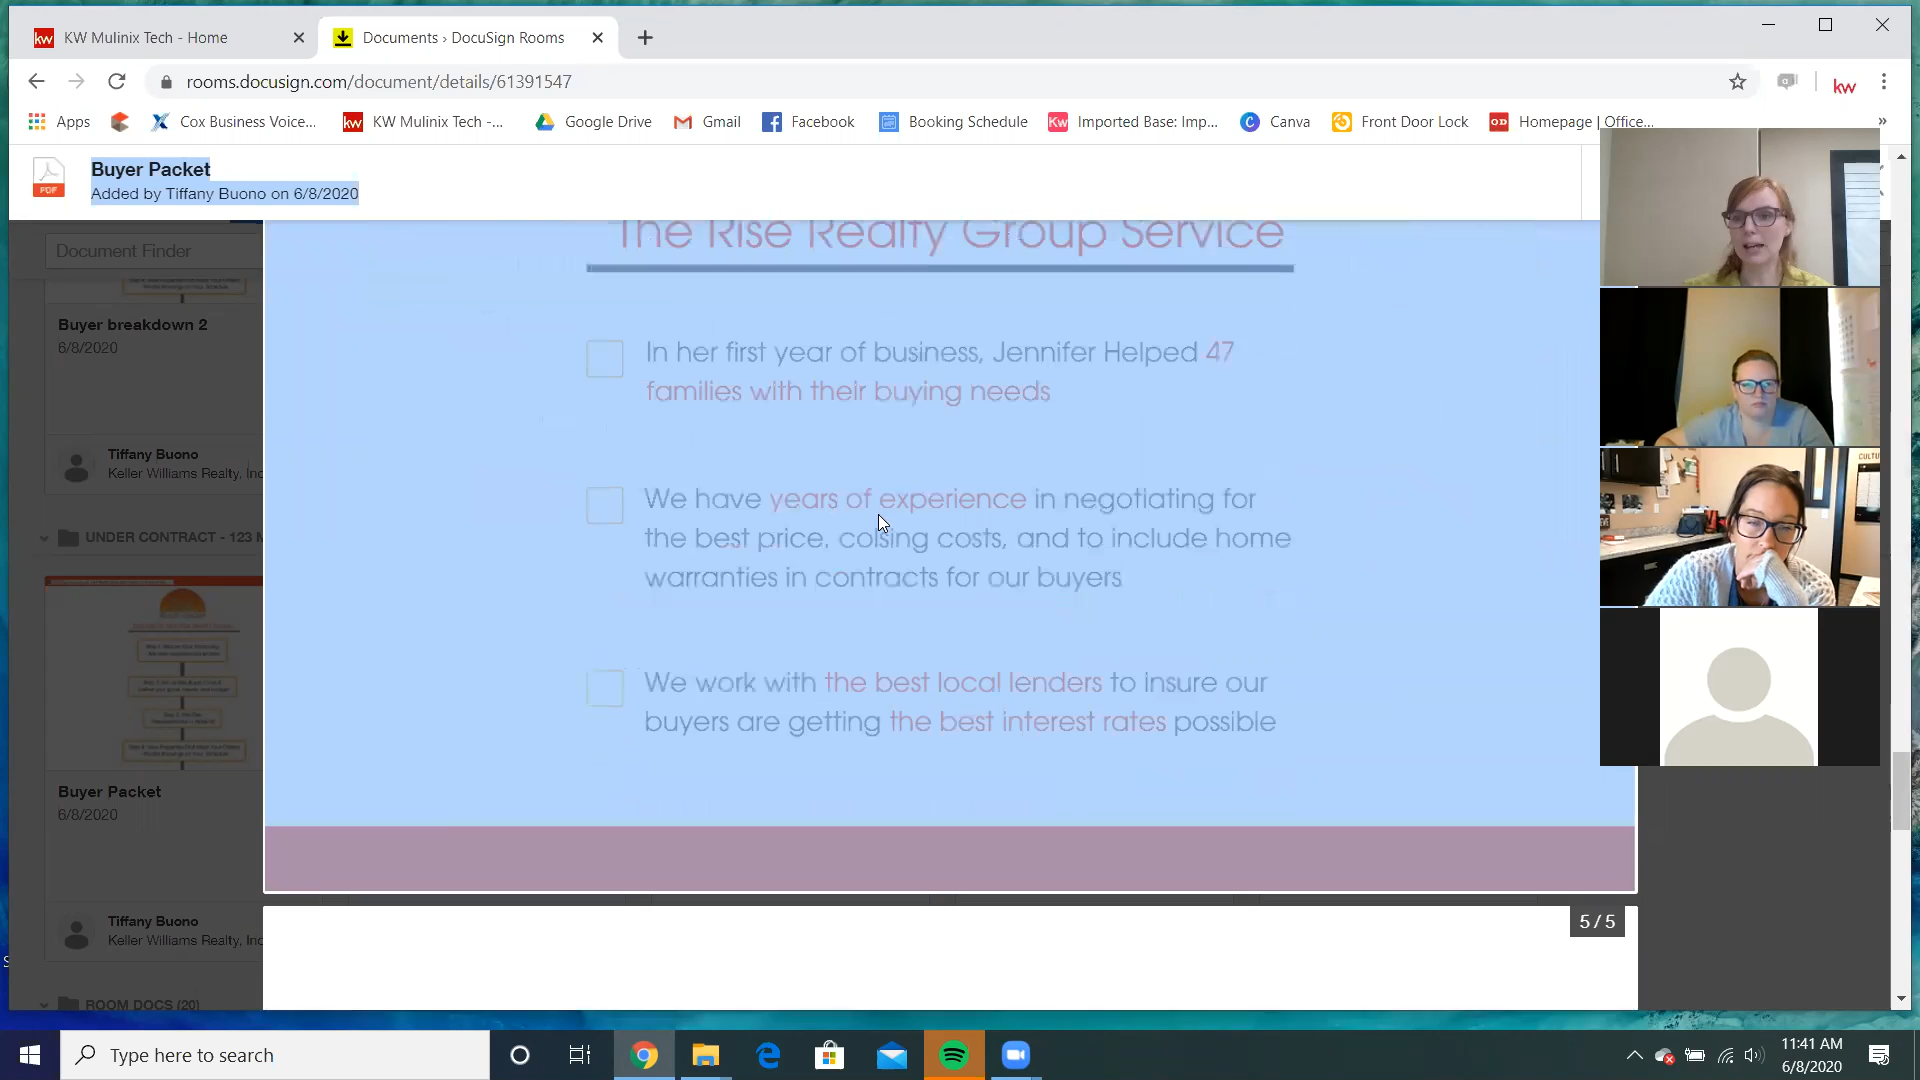 KW Mulinix Tech - Home
Documents › DocuSign Rooms
rooms.docusign.com/document/details/61391547
Apps
Cox Business Voice...
KW Mulinix Tech -...
Google Drive
Gmail
Facebook
Booking Schedule
Imported Base: Imp...
Canva
Front Door Lock
Homepage | Office...
kw
PDF
Buyer Packet
Added by Tiffany Buono on 6/8/2020
Document Finder
Buyer breakdown 2
6/8/2020
Tiffany Buono
Keller Williams Realty, Inc
UNDER CONTRACT - 123 M
Buyer Packet
6/8/2020
Tiffany Buono
Keller Williams Realty, Inc
ROOM DOCS (20)
The Rise Realty Group Service
In her first year of business, Jennifer Helped 47
families with their buying needs
We have years of experience in negotiating for
the best price, colsing costs, and to include home
warranties in contracts for our buyers
We work with the best local lenders to insure our
buyers are getting the best interest rates possible
5 / 5
Type here to search
11:41 AM
6/8/2020